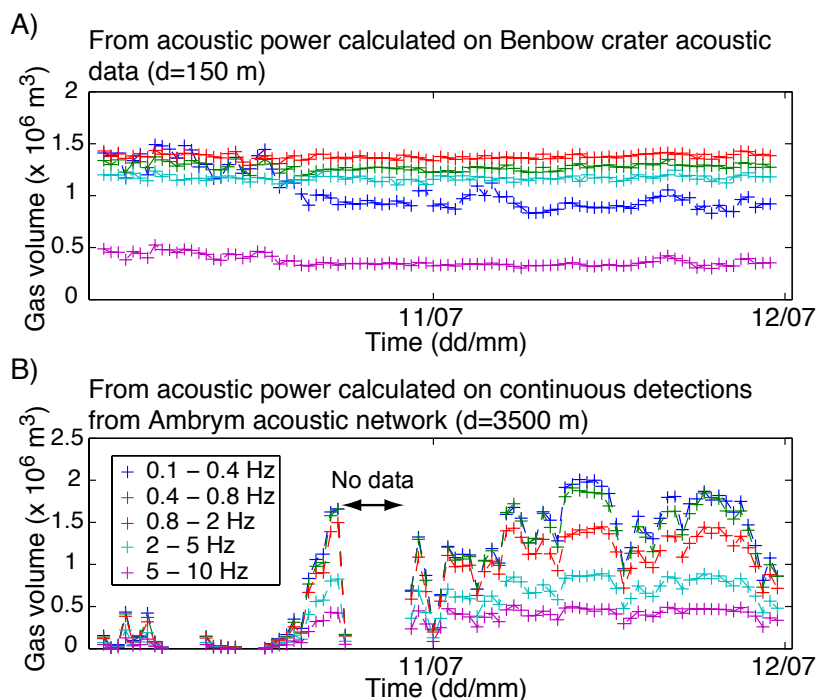 A)
From acoustic power calculated on Benbow crater acoustic
data (d=150 m)
Gas volume (x 10⁶ m³)
2
1.5
1
0.5
0
11/07
12/07
Time (dd/mm)
B)
From acoustic power calculated on continuous detections
from Ambrym acoustic network (d=3500 m)
Gas volume (x 10⁶ m³)
2.5
2
1.5
1
0.5
0
0.1 – 0.4 Hz
0.4 – 0.8 Hz
0.8 – 2 Hz
2 – 5 Hz
5 – 10 Hz
No data
11/07
12/07
Time (dd/mm)